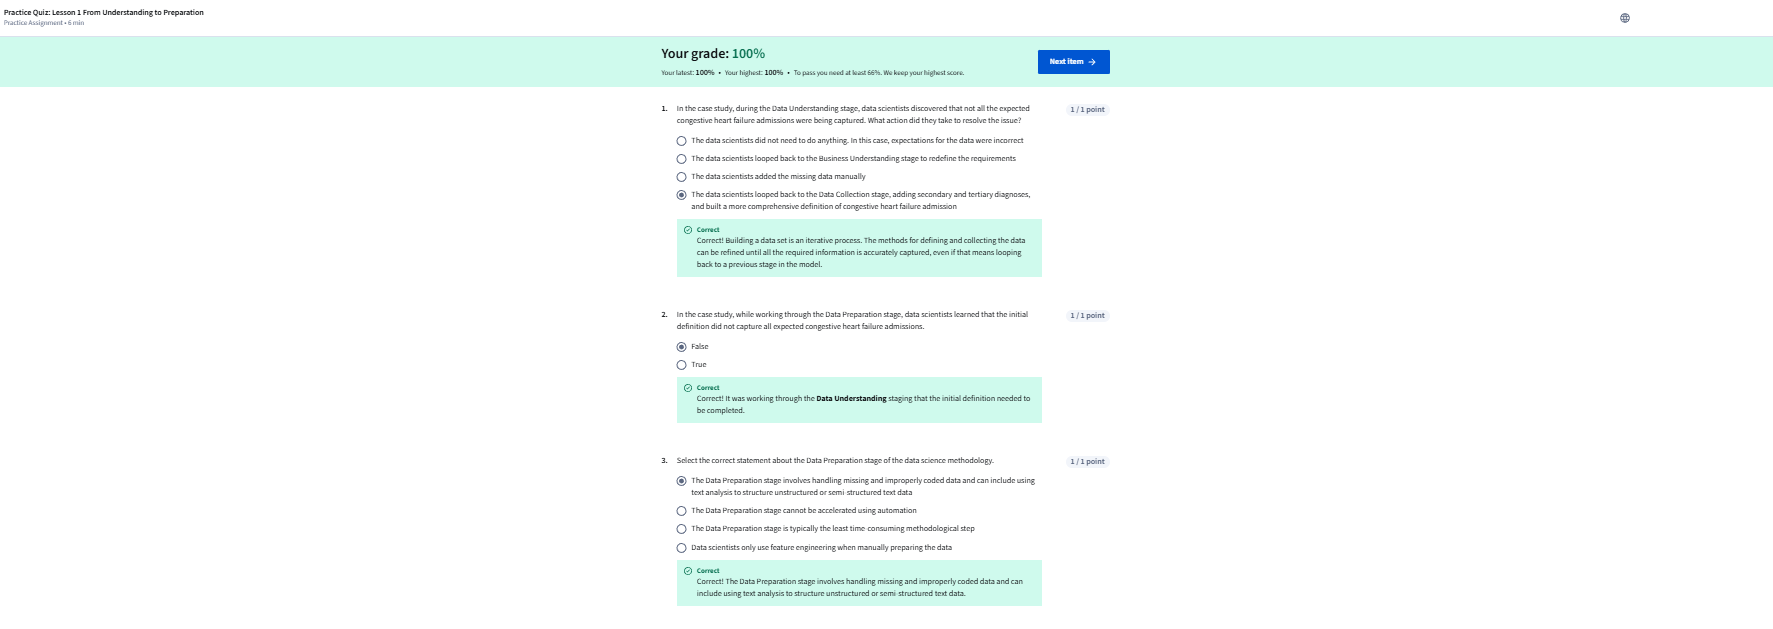 Practice Quiz: Lesson 1 From Understanding to Preparation
Practice Assignment • 6 min
Your grade: 100%
Your latest: 100% • Your highest: 100% • To pass you need at least 66%. We keep your highest score.
Next item →
1. In the case study, during the Data Understanding stage, data scientists discovered that not all the expected
congestive heart failure admissions were being captured. What action did they take to resolve the issue?
1 / 1 point
The data scientists did not need to do anything. In this case, expectations for the data were incorrect
The data scientists looped back to the Business Understanding stage to redefine the requirements
The data scientists added the missing data manually
The data scientists looped back to the Data Collection stage, adding secondary and tertiary diagnoses,
and built a more comprehensive definition of congestive heart failure admission
Correct
Correct! Building a data set is an iterative process. The methods for defining and collecting the data
can be refined until all the required information is accurately captured, even if that means looping
back to a previous stage in the model.
2. In the case study, while working through the Data Preparation stage, data scientists learned that the initial
definition did not capture all expected congestive heart failure admissions.
1 / 1 point
False
True
Correct
Correct! It was working through the Data Understanding staging that the initial definition needed to
be completed.
3. Select the correct statement about the Data Preparation stage of the data science methodology.
1 / 1 point
The Data Preparation stage involves handling missing and improperly coded data and can include using
text analysis to structure unstructured or semi-structured text data
The Data Preparation stage cannot be accelerated using automation
The Data Preparation stage is typically the least time-consuming methodological step
Data scientists only use feature engineering when manually preparing the data
Correct
Correct! The Data Preparation stage involves handling missing and improperly coded data and can
include using text analysis to structure unstructured or semi-structured text data.